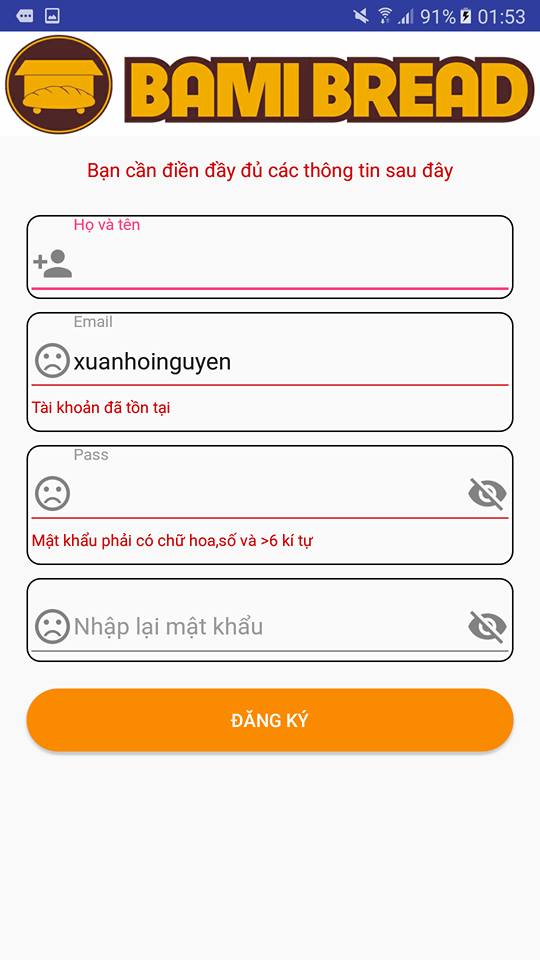 91% 01:53
BAMI BREAD
Bạn cần điền đầy đủ các thông tin sau đây
Họ và tên
Email
xuanhoinguyen
Tài khoản đã tồn tại
Pass
Mật khẩu phải có chữ hoa,số và >6 kí tự
Nhập lại mật khẩu
ĐĂNG KÝ